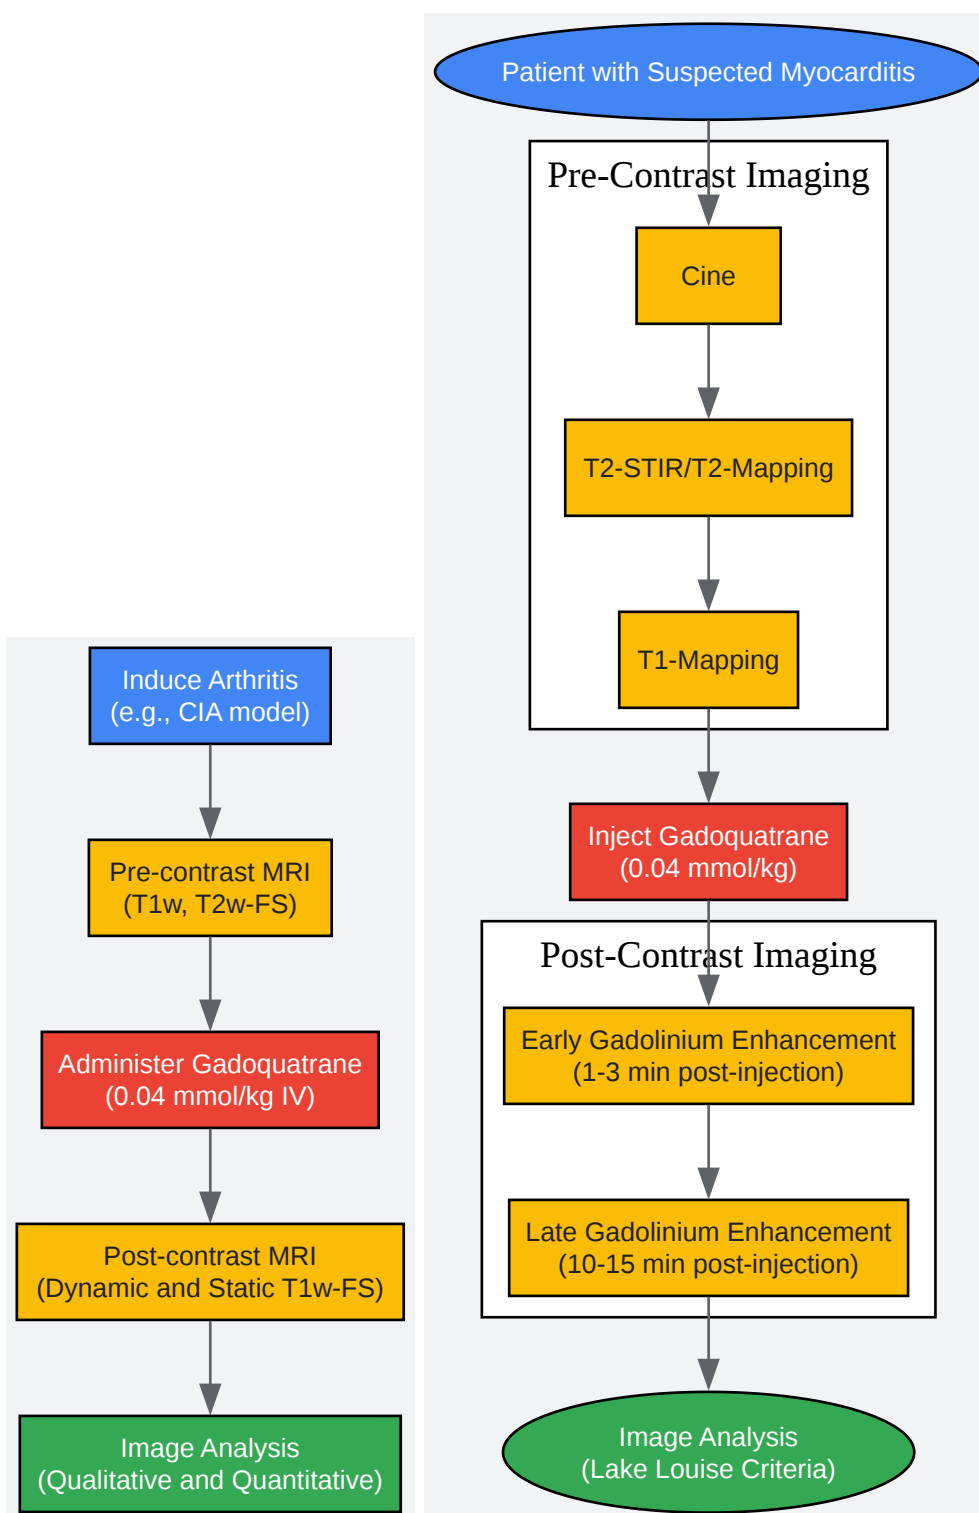 Patient with Suspected Myocarditis
Pre-Contrast Imaging
Cine
T2-STIR/T2-Mapping
T1-Mapping
Inject Gadoquatrane
(0.04 mmol/kg)
Post-Contrast Imaging
Early Gadolinium Enhancement
(1-3 min post-injection)
Late Gadolinium Enhancement
(10-15 min post-injection)
Image Analysis
(Lake Louise Criteria)
Induce Arthritis
(e.g., CIA model)
Pre-contrast MRI
(T1w, T2w-FS)
Administer Gadoquatrane
(0.04 mmol/kg IV)
Post-contrast MRI
(Dynamic and Static T1w-FS)
Image Analysis
(Qualitative and Quantitative)